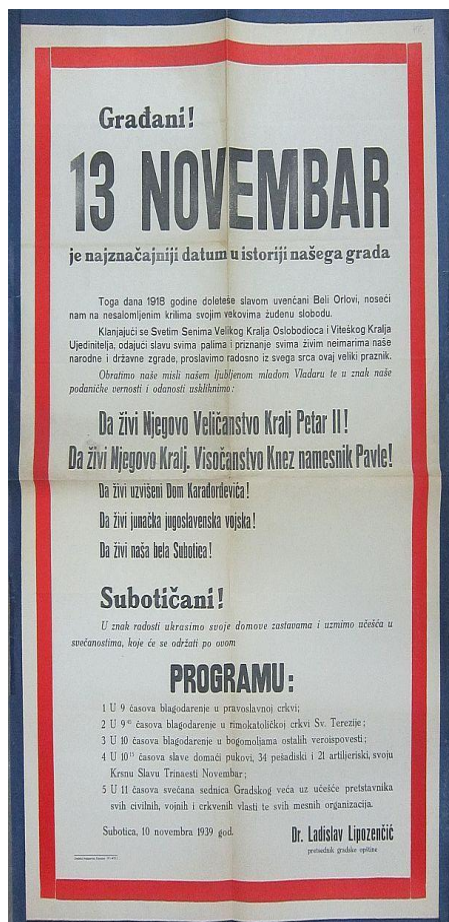 Građani!
13 NOVEMBAR
je najznačajniji datum u istoriji našega grada
Toga dana 1918 godine doleteše slavom uvenčani Beli Orlovi, noseći
nam na nesalomljenim krilima svojim vekovima žuđenu slobodu.
Klanjajući se Svetim Senima Velikog Kralja Oslobodioca i Viteškog Kralja
Ujedinitelja, odajući slavu svima palima i priznanje svima živim neimarima naše
narodne i državne zgrade, proslavimo radosno iz svega srca ovaj veliki praznik.
Obratimo naše misli našem ljubljenom mladom Vladaru te u znak naše
podaničke vernosti i odanosti uskliknimo:
Da živi Njegovo Veličanstvo Kralj Petar II!
Da živi Njegovo Kralj. Visočanstvo Knez namesnik Pavle!
Da živi uzvišeni Dom Karađorđevića!
Da živi junačka jugoslavenska vojska!
Da živi naša bela Subotica!
Subotičani!
U znak radosti ukrasimo svoje domove zastavama i uzmimo učešća u
svečanostima, koje će se održati po ovom
PROGRAMU:
1 U 9 časova blagodarenje u pravoslavnoj crkvi;
2 U 9⁴⁵ časova blagodarenje u rimokatoličkoj crkvi Sv. Terezije;
3 U 10 časova blagodarenje u bogomoljama ostalih veroispovesti;
4 U 10¹⁵ časova slave domaći pukovi, 34 pešadiski i 21 artiljeriski, svoju
Krsnu Slavu Trinaesti Novembar;
5 U 11 časova svečana sednica Gradskog veća uz učešće pretstavnika
svih civilnih, vojnih i crkvenih vlasti te svih mesnih organizacija.
Subotica, 10 novembra 1939 god.
Dr. Ladislav Lipozenčić
pretsednik gradske opštine